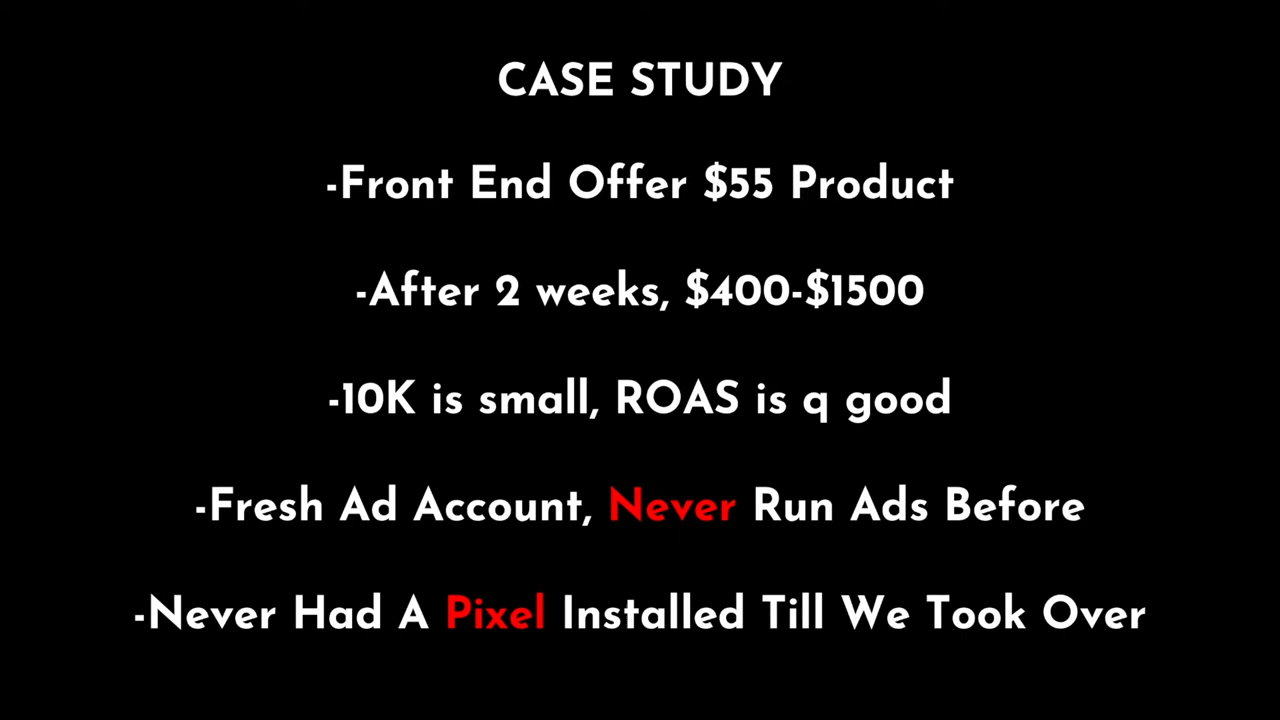 CASE STUDY
-Front End Offer $55 Product
-After 2 weeks, $400-$1500
-10K is small, ROAS is q good
-Fresh Ad Account, Never Run Ads Before
-Never Had A Pixel Installed Till We Took Over